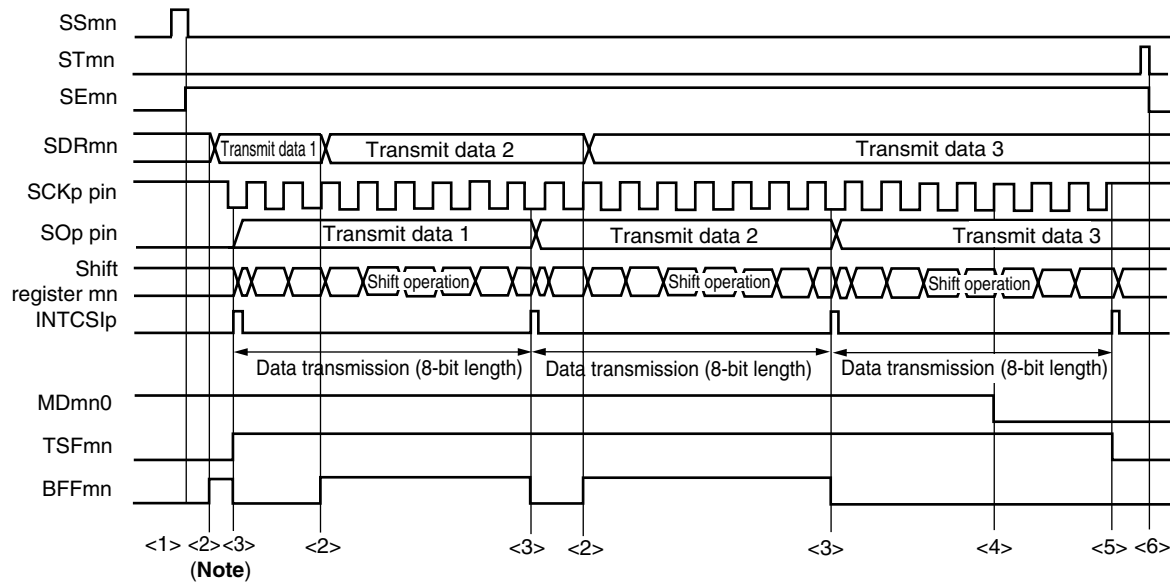 SSmn
STmn
SEmn
SDRmn
Transmit data 1
Transmit data 2
Transmit data 3
SCKp pin
SOp pin
Transmit data 1
Transmit data 2
Transmit data 3
Shift
register mn
Shift operation
Shift operation
Shift operation
INTCSIp
Data transmission (8-bit length)
Data transmission (8-bit length)
Data transmission (8-bit length)
MDmn0
TSFmn
BFFmn
<1>
<2>
<3>
<2>
<3>
<2>
<3>
<4>
<5>
<6>
(Note)